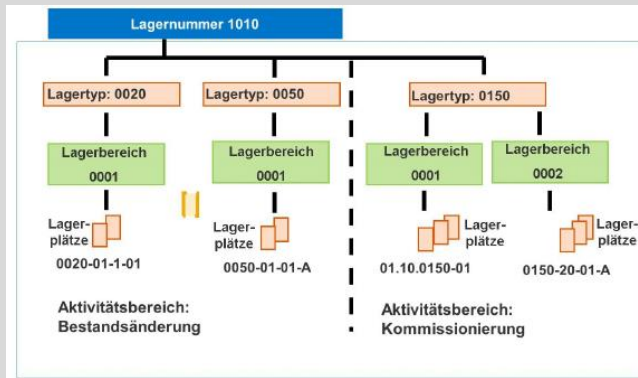 Lagernummer 1010
Lagertyp: 0020
Lagertyp: 0050
Lagertyp: 0150
Lagerbereich
0001
Lagerbereich
0001
Lagerbereich
0001
Lagerbereich
0002
Lager-
plätze
0020-01-1-01
Lager-
plätze
0050-01-01-A
Lager-
plätze
01.10.0150-01
Lager-
plätze
0150-20-01-A
Aktivitätsbereich:
Bestandsänderung
Aktivitätsbereich:
Kommissionierung